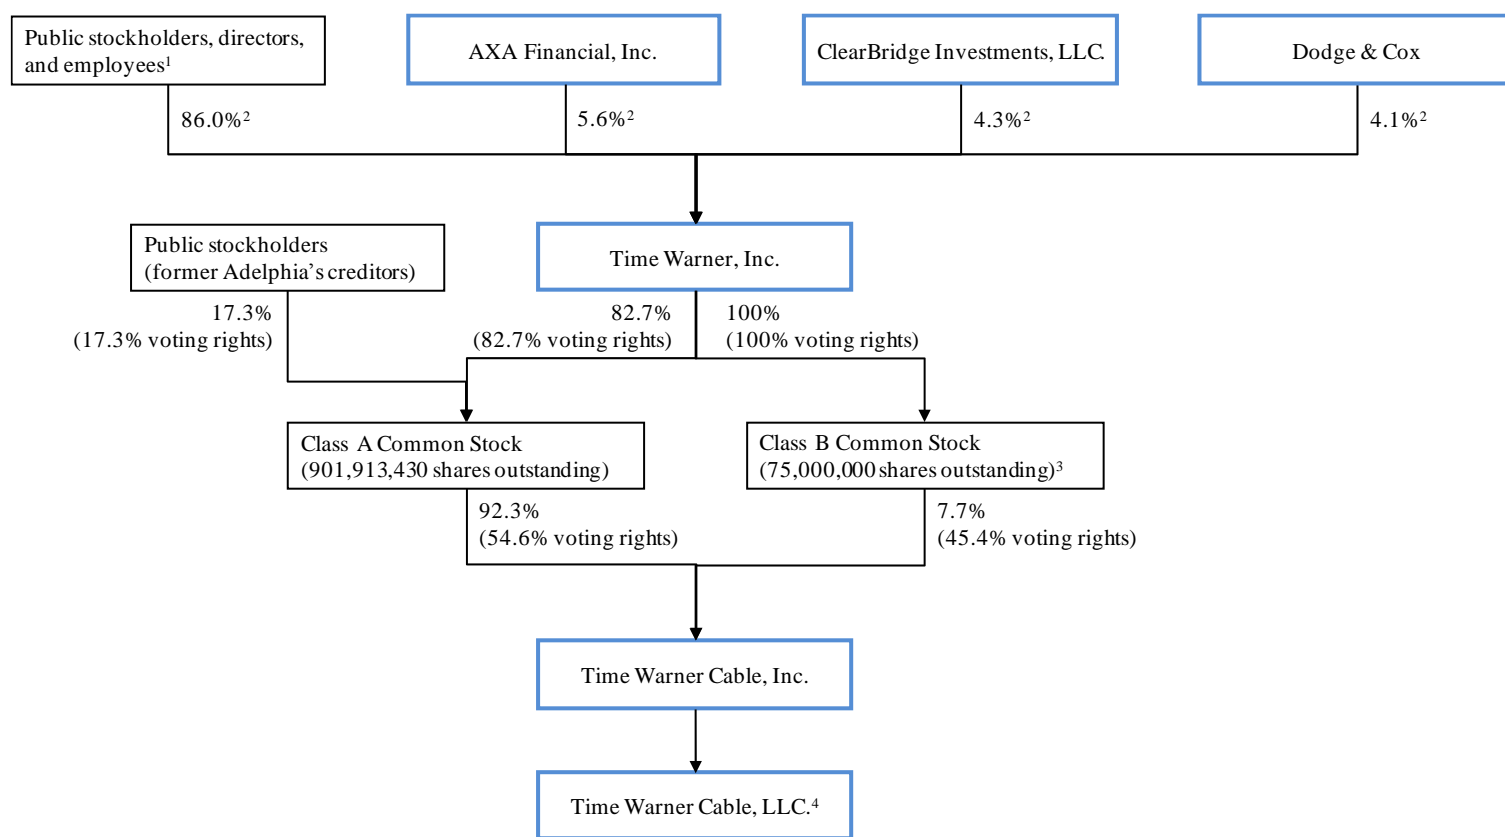 Public stockholders, directors,
and employees¹
AXA Financial, Inc.
ClearBridge Investments, LLC.
Dodge & Cox
86.0%²
5.6%²
4.3%²
4.1%²
Public stockholders
(former Adelphia’s creditors)
Time Warner, Inc.
17.3%
(17.3% voting rights)
82.7%
(82.7% voting rights)
100%
(100% voting rights)
Class A Common Stock
(901,913,430 shares outstanding)
Class B Common Stock
(75,000,000 shares outstanding)³
92.3%
(54.6% voting rights)
7.7%
(45.4% voting rights)
Time Warner Cable, Inc.
Time Warner Cable, LLC.⁴